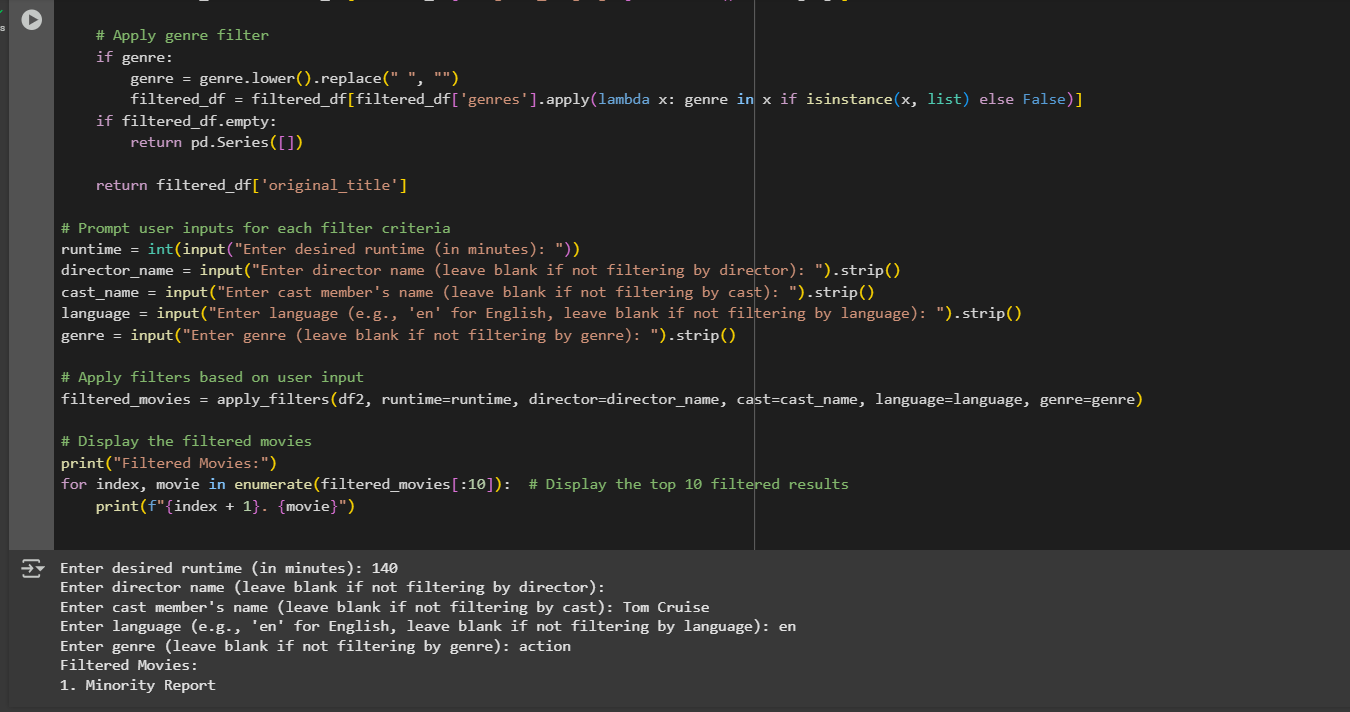 # Apply genre filter
if genre:
genre = genre.lower().replace(" ", "")
filtered_df = filtered_df[filtered_df['genres'].apply(lambda x: genre in x if isinstance(x, list) else False)]
if filtered_df.empty:
return pd.Series([])
return filtered_df['original_title']
# Prompt user inputs for each filter criteria
runtime = int(input("Enter desired runtime (in minutes): "))
director_name = input("Enter director name (leave blank if not filtering by director): ").strip()
cast_name = input("Enter cast member's name (leave blank if not filtering by cast): ").strip()
language = input("Enter language (e.g., 'en' for English, leave blank if not filtering by language): ").strip()
genre = input("Enter genre (leave blank if not filtering by genre): ").strip()
# Apply filters based on user input
filtered_movies = apply_filters(df2, runtime=runtime, director=director_name, cast=cast_name, language=language, genre=genre)
# Display the filtered movies
print("Filtered Movies:")
for index, movie in enumerate(filtered_movies[:10]):  # Display the top 10 filtered results
print(f"{index + 1}. {movie}")
Enter desired runtime (in minutes): 140
Enter director name (leave blank if not filtering by director):
Enter cast member's name (leave blank if not filtering by cast): Tom Cruise
Enter language (e.g., 'en' for English, leave blank if not filtering by language): en
Enter genre (leave blank if not filtering by genre): action
Filtered Movies:
1. Minority Report